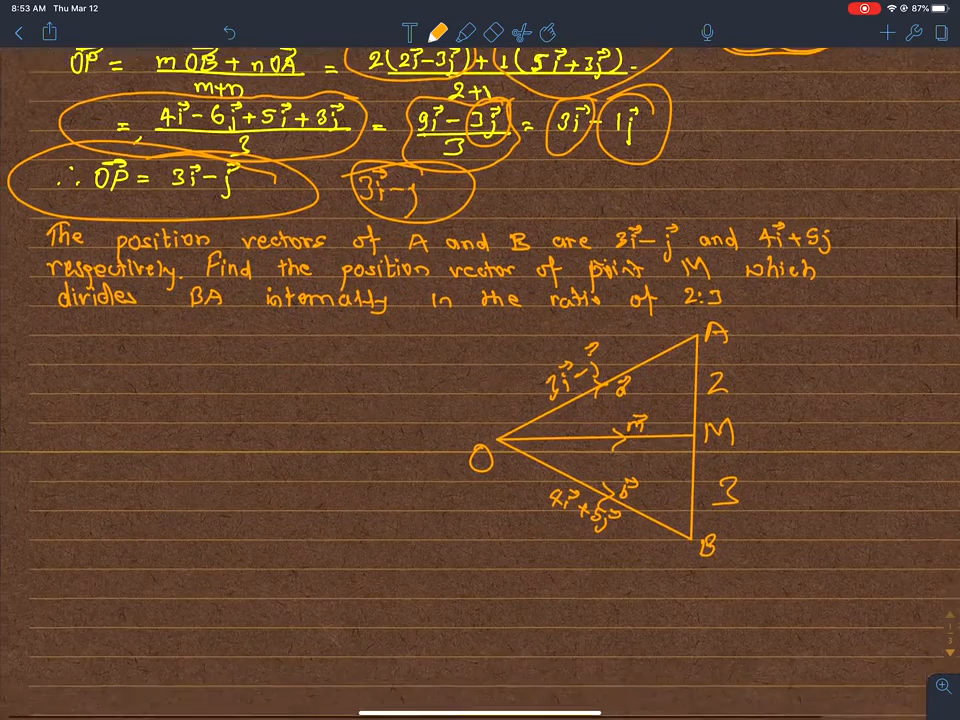 8:53 AM Thu Mar 12 87%
OP⃗ = mOB⃗ + nOA⃗ / m+n = 2(2i⃗-3j⃗) + 1(5i⃗+3j⃗) / 2+1
= 4i⃗ - 6j⃗ + 5i⃗ + 3j⃗ / 3 = 9i⃗ - 3j⃗ / 3 = 3i⃗ - 1j⃗
∴ OP⃗ = 3i⃗ - j⃗ 3i⃗ - j
The position vectors of A and B are 3i⃗ - j⃗ and 4i⃗ + 5j
respectively. Find the position vector of point M which
divides BA internally in the ratio of 2:3
A
3i⃗ - j⃗ a⃗ 2
m⃗ M
O
4i⃗ + 5j⃗ b⃗ 3
B